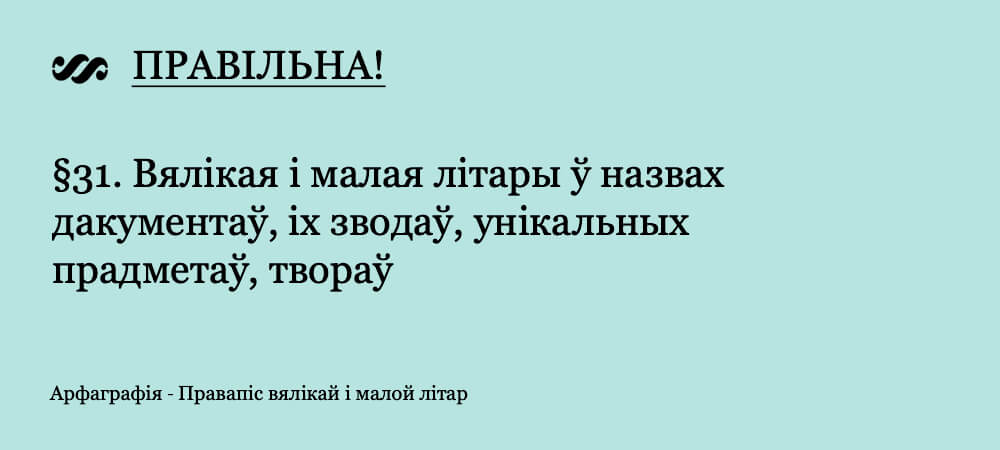 ПРАВІЛЬНА!
§31. Вялікая і малая літары ў назвах
дакументаў, іх зводаў, унікальных
прадметаў, твораў
Арфаграфія - Правапіс вялікай і малой літар